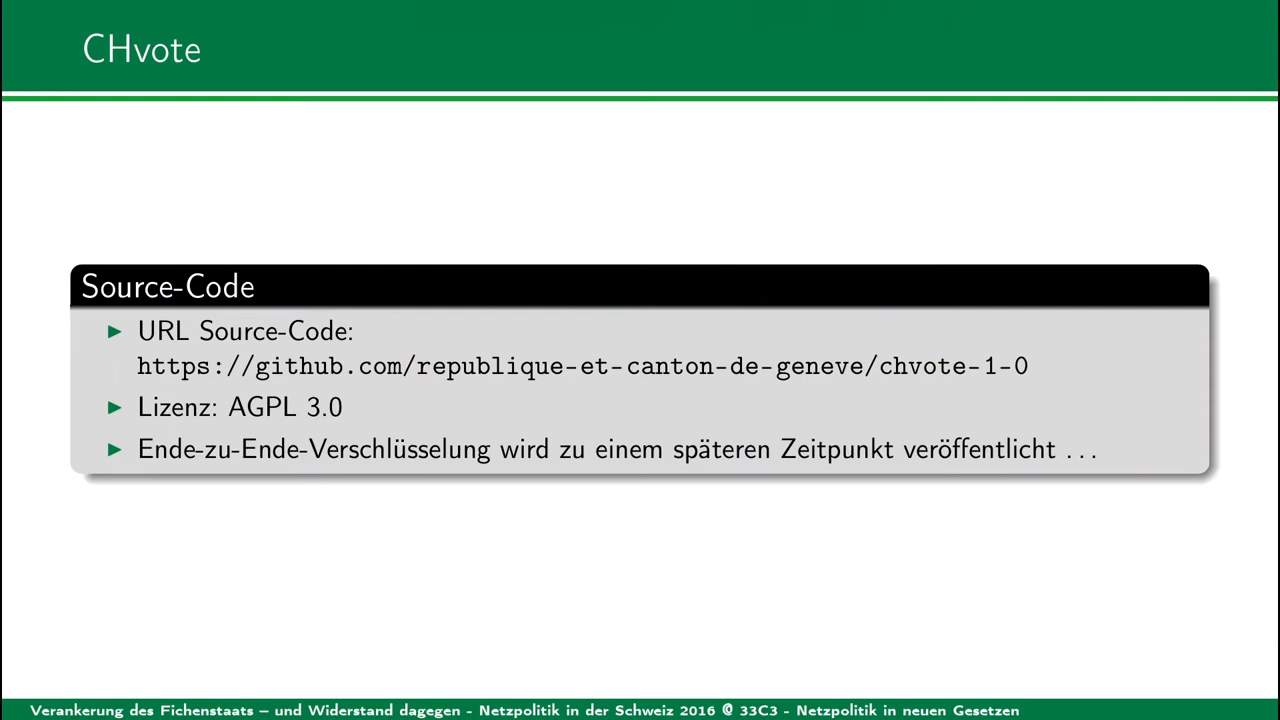 CHvote
Source-Code
URL Source-Code:
https://github.com/republique-et-canton-de-geneve/chvote-1-0
Lizenz: AGPL 3.0
Ende-zu-Ende-Verschlüsselung wird zu einem späteren Zeitpunkt veröffentlicht ...
Verankerung des Fichenstaats – und Widerstand dagegen - Netzpolitik in der Schweiz 2016 @ 33C3 - Netzpolitik in neuen Gesetzen